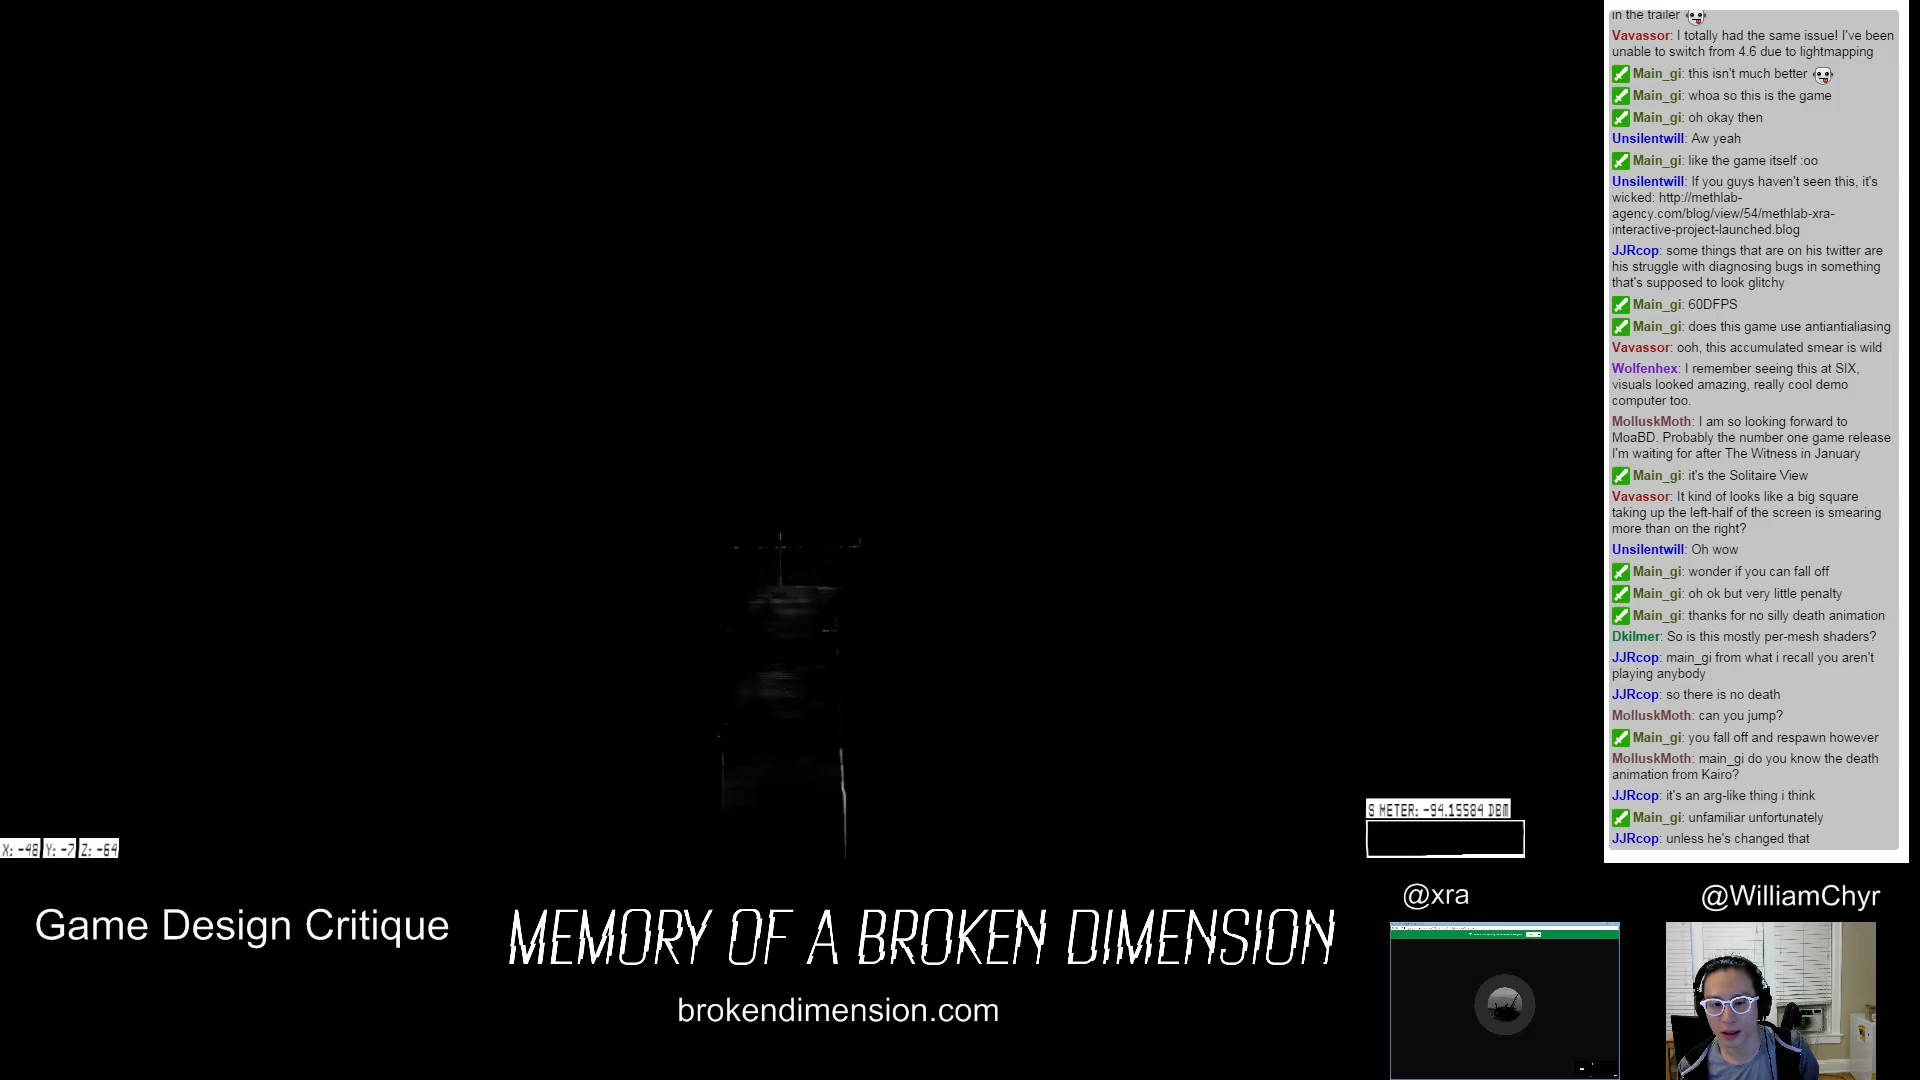 in the trailer
Vavassor: I totally had the same issue! I've been
unable to switch from 4.6 due to lightmapping
Main_gi: this isn't much better
Main_gi: whoa so this is the game
Main_gi: oh okay then
Unsilentwill: Aw yeah
Main_gi: like the game itself :oo
Unsilentwill: If you guys haven't seen this, it's
wicked: http://methlab-
agency.com/blog/view/54/methlab-xra-
interactive-project-launched.blog
JJRcop: some things that are on his twitter are
his struggle with diagnosing bugs in something
that's supposed to look glitchy
Main_gi: 60DFPS
Main_gi: does this game use antiantialiasing
Vavassor: ooh, this accumulated smear is wild
Wolfenhex: I remember seeing this at SIX,
visuals looked amazing, really cool demo
computer too.
MolluskMoth: I am so looking forward to
MoaBD. Probably the number one game release
I'm waiting for after The Witness in January
Main_gi: it's the Solitaire View
Vavassor: It kind of looks like a big square
taking up the left-half of the screen is smearing
more than on the right?
Unsilentwill: Oh wow
Main_gi: wonder if you can fall off
Main_gi: oh ok but very little penalty
Main_gi: thanks for no silly death animation
Dkilmer: So is this mostly per-mesh shaders?
JJRcop: main_gi from what i recall you aren't
playing anybody
JJRcop: so there is no death
MolluskMoth: can you jump?
Main_gi: you fall off and respawn however
MolluskMoth: main_gi do you know the death
animation from Kairo?
JJRcop: it's an arg-like thing i think
Main_gi: unfamiliar unfortunately
JJRcop: unless he's changed that
S METER: -94.15584 DBM
X: -48 Y: -7 Z: -64
Game Design Critique
MEMORY OF A BROKEN DIMENSION
brokendimension.com
@xra
@WilliamChyr